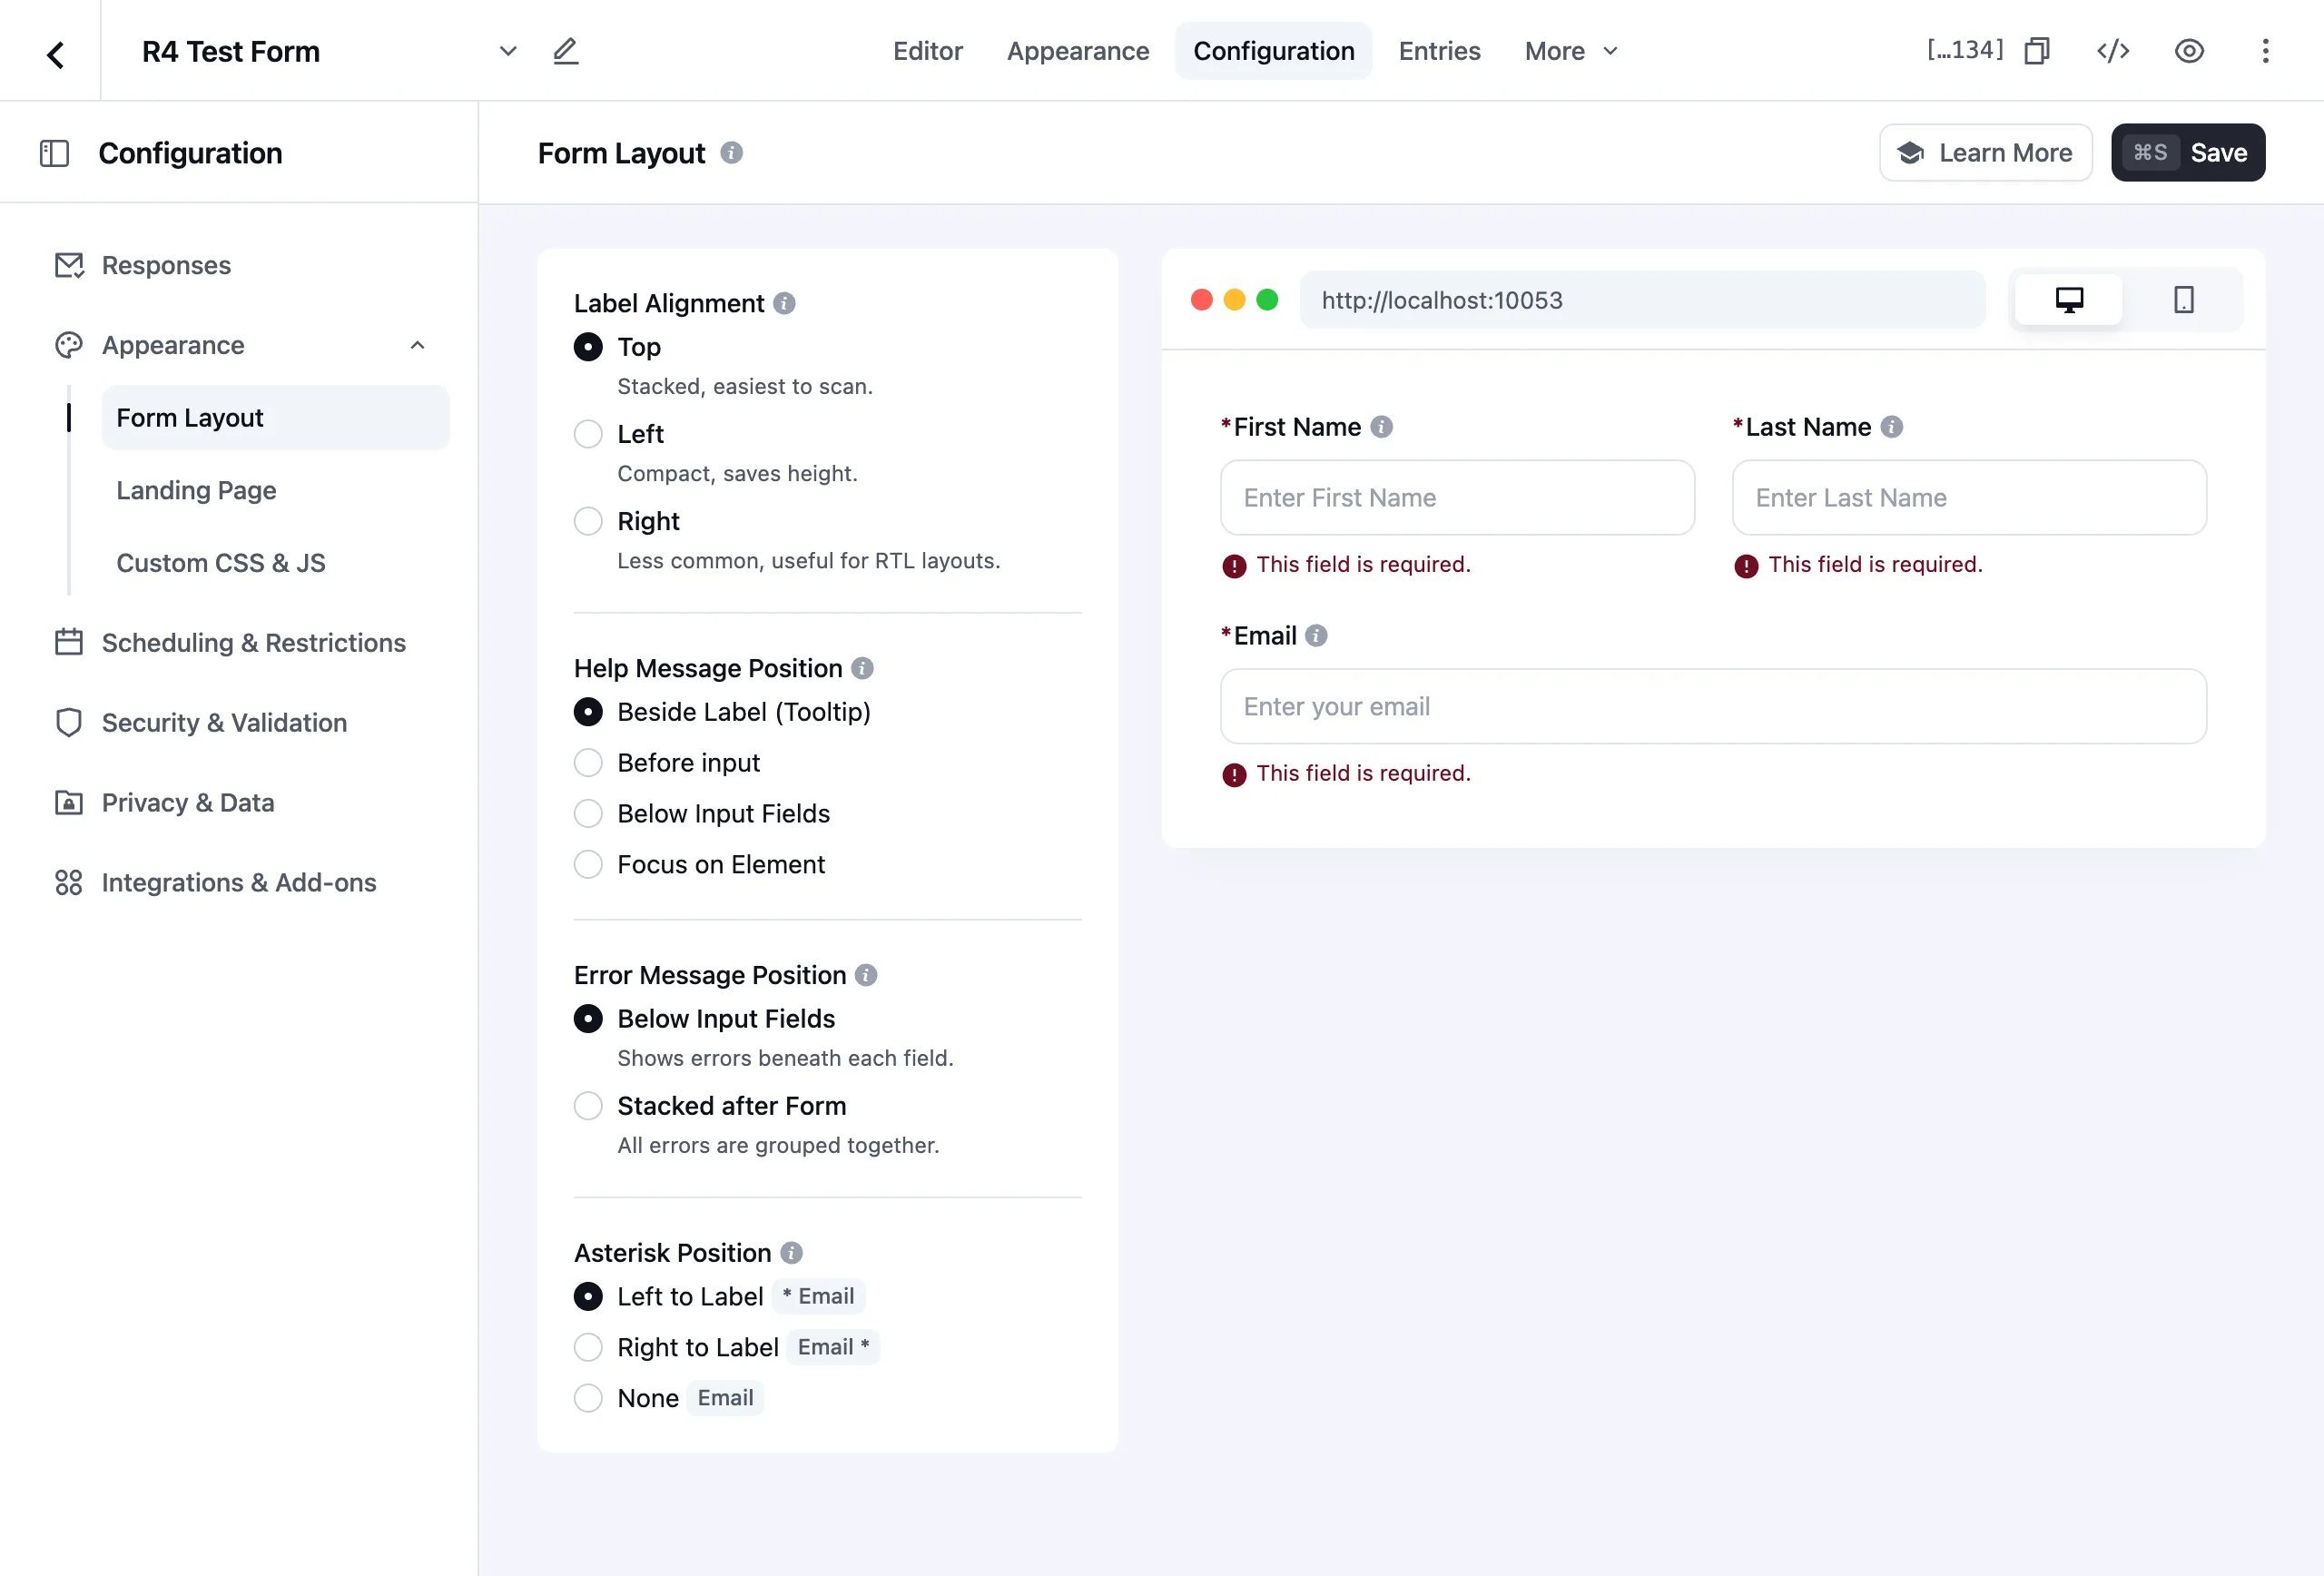 R4 Test Form
Editor
Appearance
Configuration
Entries
More
[…134]
Configuration
Form Layout
Learn More
⌘S Save
Responses
Appearance
Form Layout
Landing Page
Custom CSS & JS
Scheduling & Restrictions
Security & Validation
Privacy & Data
Integrations & Add-ons
Label Alignment
Top
Stacked, easiest to scan.
Left
Compact, saves height.
Right
Less common, useful for RTL layouts.
Help Message Position
Beside Label (Tooltip)
Before input
Below Input Fields
Focus on Element
Error Message Position
Below Input Fields
Shows errors beneath each field.
Stacked after Form
All errors are grouped together.
Asterisk Position
Left to Label * Email
Right to Label Email *
None Email
http://localhost:10053
*First Name
*Last Name
Enter First Name
Enter Last Name
This field is required.
This field is required.
*Email
Enter your email
This field is required.